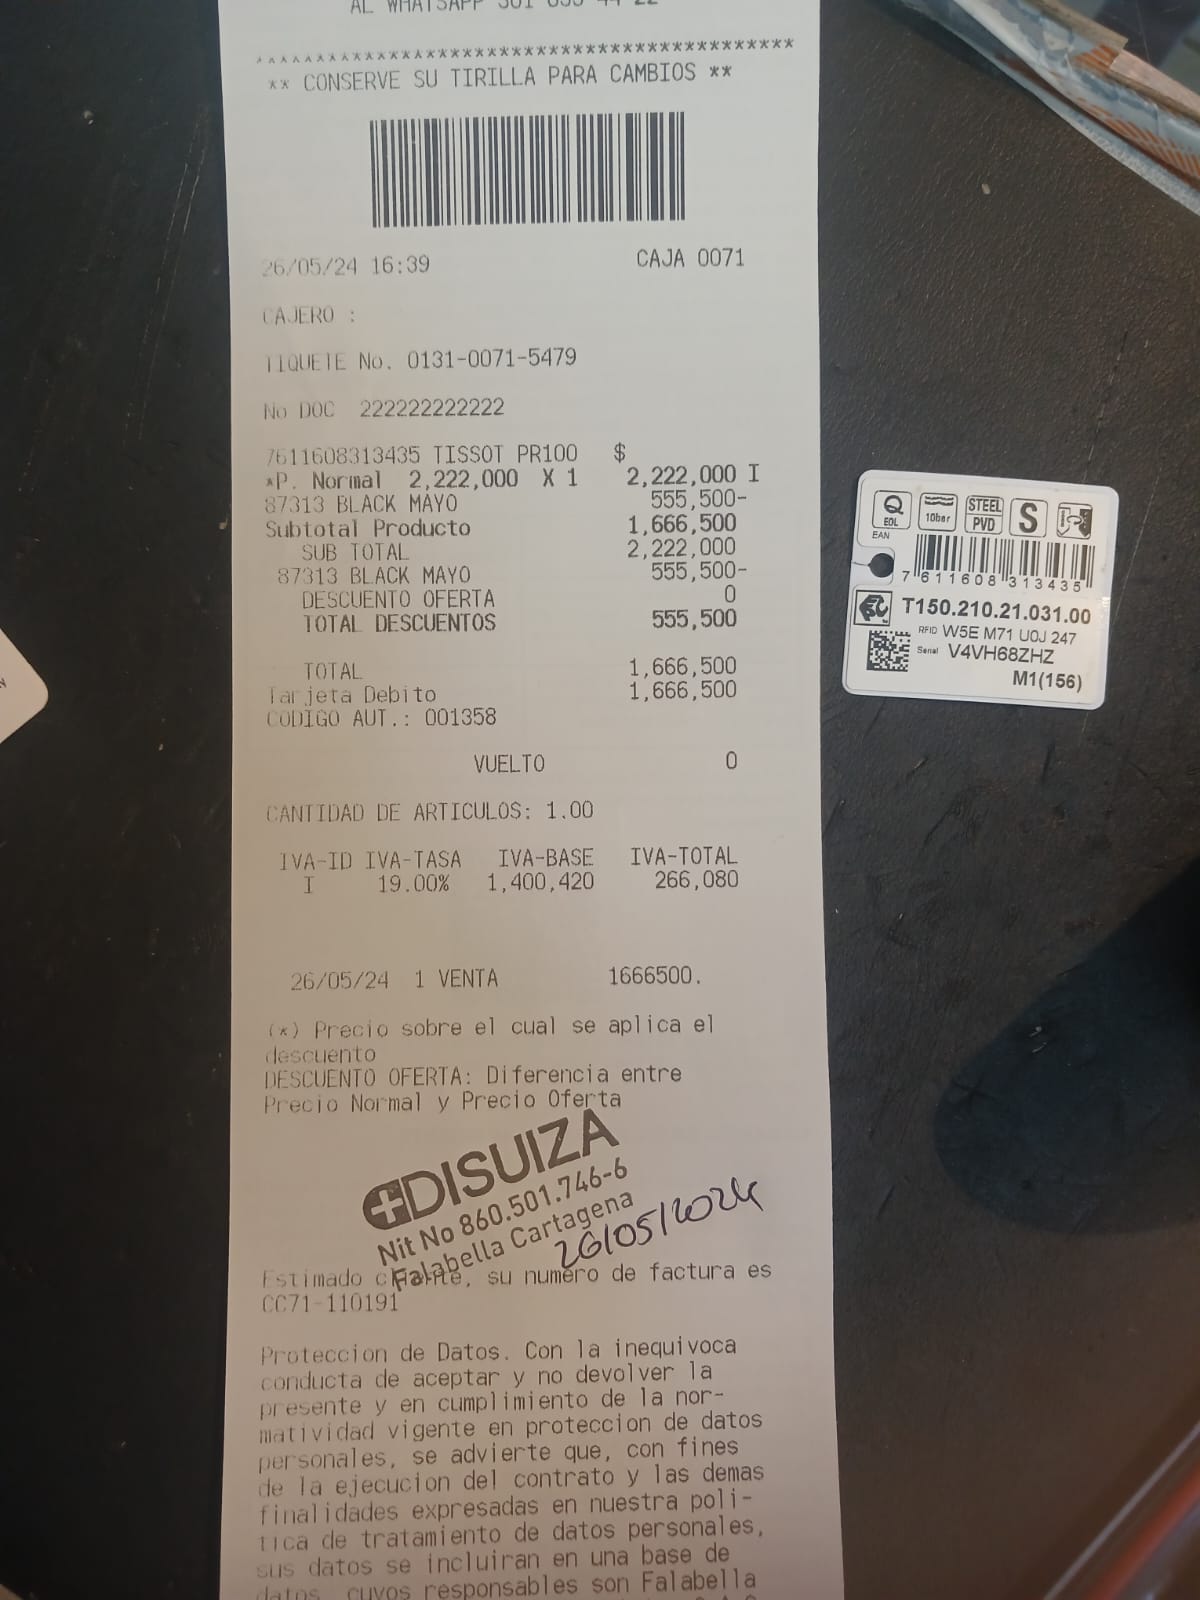 AL WHATSAPP 301 
** CONSERVE SU TIRILLA PARA CAMBIOS **
26/05/24 16:39 CAJA 0071
CAJERO :
TIQUETE No. 0131-0071-5479
No DOC 222222222222
7611608313435 TISSOT PR100 $
*P. Normal 2,222,000 X 1 2,222,000 I
87313 BLACK MAYO 555,500-
Subtotal Producto 1,666,500
SUB TOTAL 2,222,000
87313 BLACK MAYO 555,500-
DESCUENTO OFERTA 0
TOTAL DESCUENTOS 555,500
TOTAL 1,666,500
Tarjeta Debito 1,666,500
CODIGO AUT.: 001358
VUELTO 0
CANTIDAD DE ARTICULOS: 1.00
IVA-ID IVA-TASA IVA-BASE IVA-TOTAL
I 19.00% 1,400,420 266,080
26/05/24 1 VENTA 1666500.
(*) Precio sobre el cual se aplica el
descuento
DESCUENTO OFERTA: Diferencia entre
Precio Normal y Precio Oferta
DISUIZA
Nit No 860.501.746-6
Falabella Cartagena
26/05/2024
Estimado cliente, su numero de factura es
CC71-110191
Proteccion de Datos. Con la inequivoca
conducta de aceptar y no devolver la
presente y en cumplimiento de la nor-
matividad vigente en proteccion de datos
personales, se advierte que, con fines
de la ejecucion del contrato y las demas
finalidades expresadas en nuestra poli-
tica de tratamiento de datos personales,
sus datos se incluiran en una base de
datos, cuyos responsables son Falabella
Q EOL
10bar
STEEL PVD
S
EAN
7 611608 313435
T150.210.21.031.00
RFID W5E M71 U0J 247
Serial V4VH68ZHZ
M1(156)